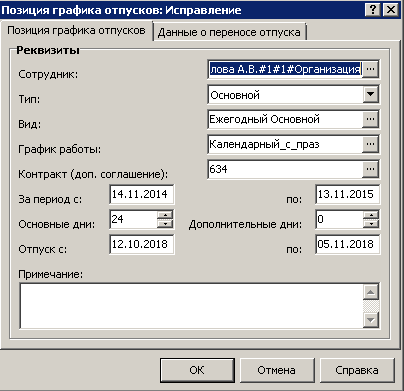 Позиция графика отпусков: Исправление
Позиция графика отпусков Данные о переносе отпуска
Реквизиты
Сотрудник: лова А.В.#1#1#Организация ...
Тип: Основной
Вид: Ежегодный Основной ...
График работы: Календарный_с_праз ...
Контракт (доп. соглашение): 634 ...
За период с: 14.11.2014 по: 13.11.2015
Основные дни: 24 Дополнительные дни: 0
Отпуск с: 12.10.2018 по: 05.11.2018
Примечание:
OK Отмена Справка